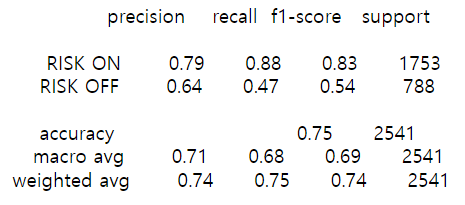 precision recall f1-score support
RISK ON 0.79 0.88 0.83 1753
RISK OFF 0.64 0.47 0.54 788
accuracy 0.75 2541
macro avg 0.71 0.68 0.69 2541
weighted avg 0.74 0.75 0.74 2541